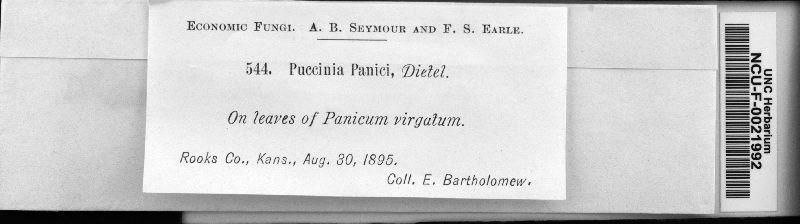 Economic Fungi. A. B. Seymour and F. S. Earle.
544. Puccinia Panici, Dietel.
On leaves of Panicum virgatum.
Rooks Co., Kans., Aug. 30, 1895.
Coll. E. Bartholomew.
UNC Herbarium
NCU-F-0021992